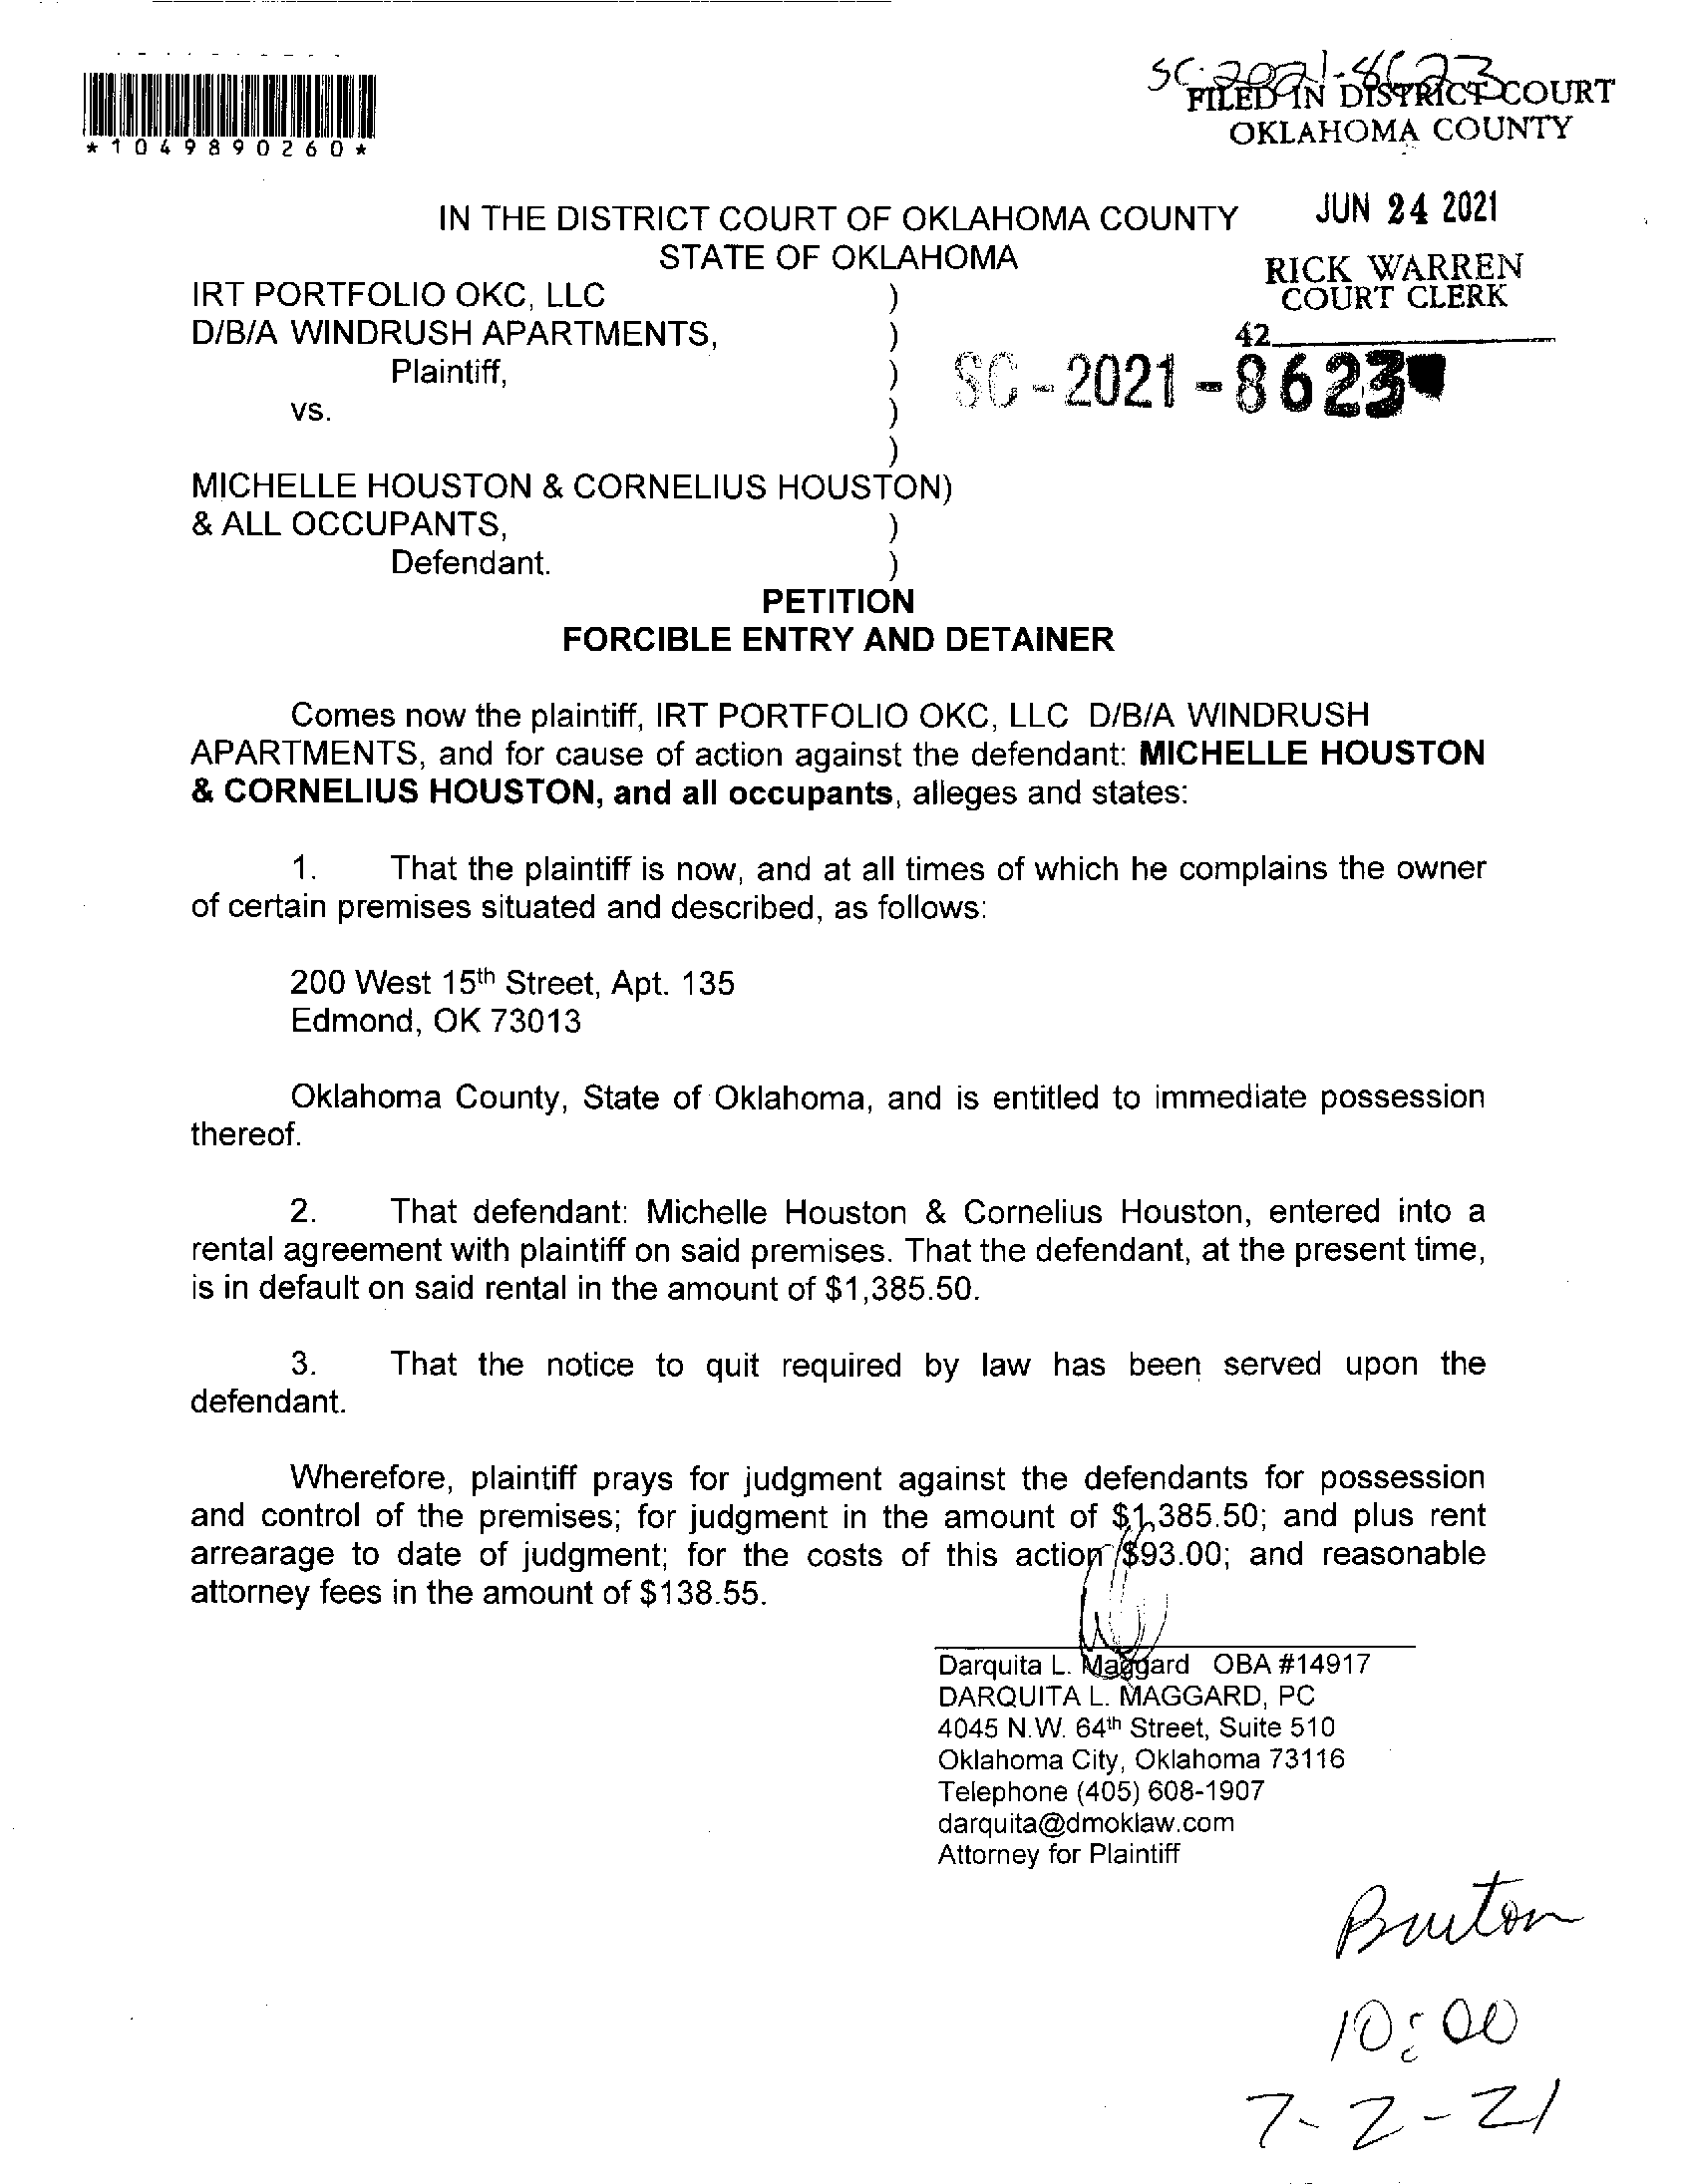 SC-2021-8623
FILED IN DISTRICT COURT
OKLAHOMA COUNTY
*1049890260*
JUN 24 2021
IN THE DISTRICT COURT OF OKLAHOMA COUNTY
STATE OF OKLAHOMA
RICK WARREN
COURT CLERK
42
IRT PORTFOLIO OKC, LLC )
D/B/A WINDRUSH APARTMENTS, )
Plaintiff, )
SC-2021-8623
vs. )
)
MICHELLE HOUSTON & CORNELIUS HOUSTON)
& ALL OCCUPANTS, )
Defendant. )
PETITION
FORCIBLE ENTRY AND DETAINER
Comes now the plaintiff, IRT PORTFOLIO OKC, LLC D/B/A WINDRUSH
APARTMENTS, and for cause of action against the defendant: MICHELLE HOUSTON
& CORNELIUS HOUSTON, and all occupants, alleges and states:
1. That the plaintiff is now, and at all times of which he complains the owner
of certain premises situated and described, as follows:
200 West 15th Street, Apt. 135
Edmond, OK 73013
Oklahoma County, State of Oklahoma, and is entitled to immediate possession
thereof.
2. That defendant: Michelle Houston & Cornelius Houston, entered into a
rental agreement with plaintiff on said premises. That the defendant, at the present time,
is in default on said rental in the amount of $1,385.50.
3. That the notice to quit required by law has been served upon the
defendant.
Wherefore, plaintiff prays for judgment against the defendants for possession
and control of the premises; for judgment in the amount of $1,385.50; and plus rent
arrearage to date of judgment; for the costs of this action $93.00; and reasonable
attorney fees in the amount of $138.55.
Darquita L. Maggard OBA #14917
DARQUITA L. MAGGARD, PC
4045 N.W. 64th Street, Suite 510
Oklahoma City, Oklahoma 73116
Telephone (405) 608-1907
darquita@dmoklaw.com
Attorney for Plaintiff
Burton
10:00
7-2-21